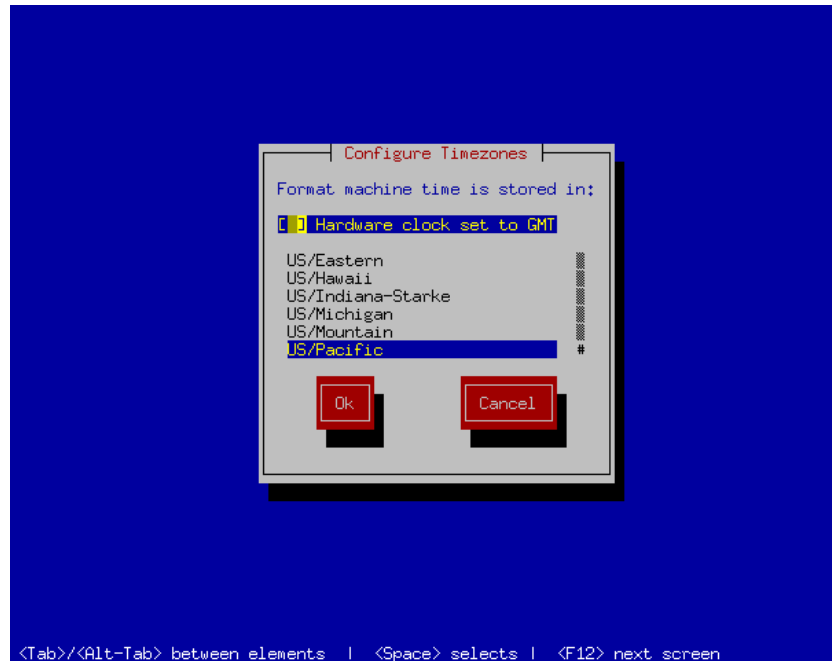 Configure Timezones
Format machine time is stored in:
[ ] Hardware clock set to GMT
US/Eastern
US/Hawaii
US/Indiana-Starke
US/Michigan
US/Mountain
US/Pacific #
Ok Cancel
<Tab>/<Alt-Tab> between elements | <Space> selects | <F12> next screen